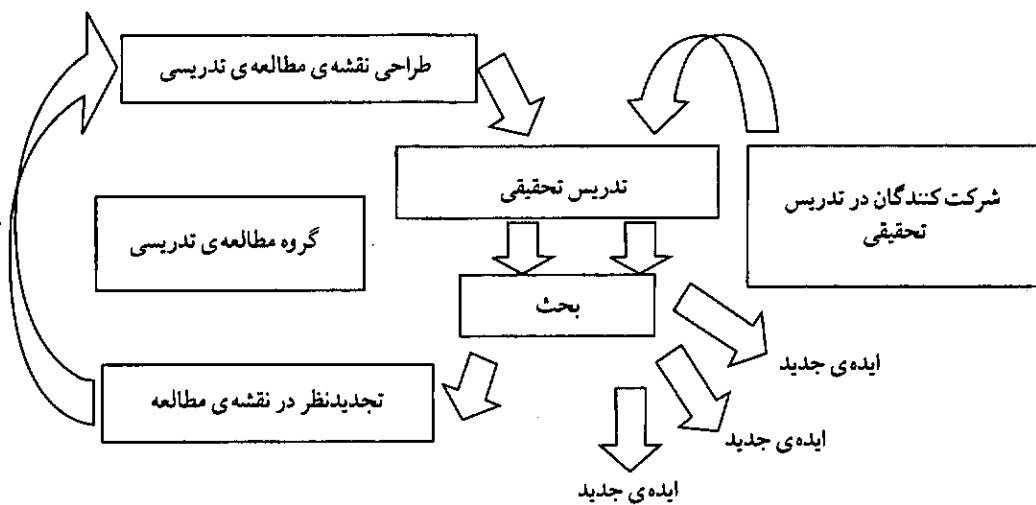 طراحی نقشه‌ی مطالعه‌ی تدریسی
تدریس تحقیقی
شرکت کنندگان در تدریس
تحقیقی
گروه مطالعه‌ی تدریسی
بحث
ایده‌ی جدید
تجدیدنظر در نقشه‌ی مطالعه
ایده‌ی جدید
ایده‌ی جدید